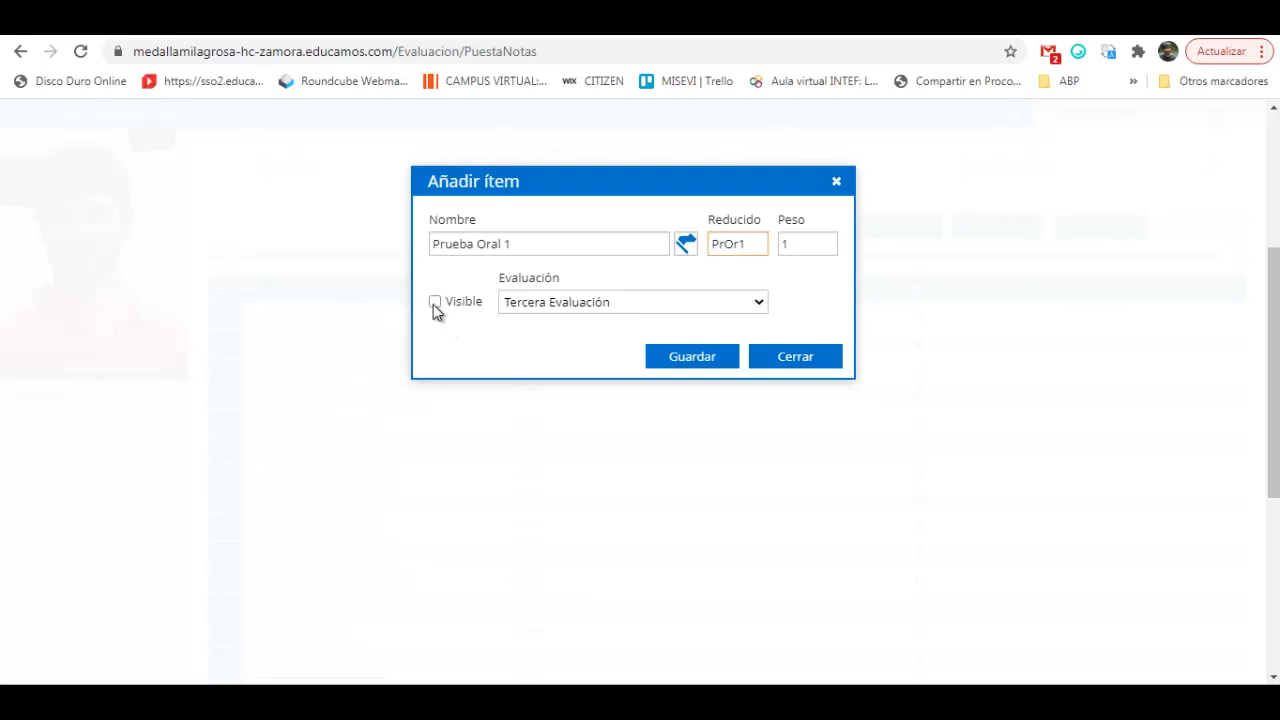 medallamilagrosa-hc-zamora.educamos.com/Evaluacion/PuestaNotas
2
Actualizar
Disco Duro Online
https://sso2.educa...
Roundcube Webma...
CAMPUS VIRTUAL:...
WIX CITIZEN
MISEVI | Trello
Aula virtual INTEF: L...
Compartir en Proco...
ABP
»
Otros marcadores
Añadir ítem
Nombre
Reducido
Peso
Prueba Oral 1
PrOr1
1
Evaluación
Visible
Tercera Evaluación
Guardar
Cerrar